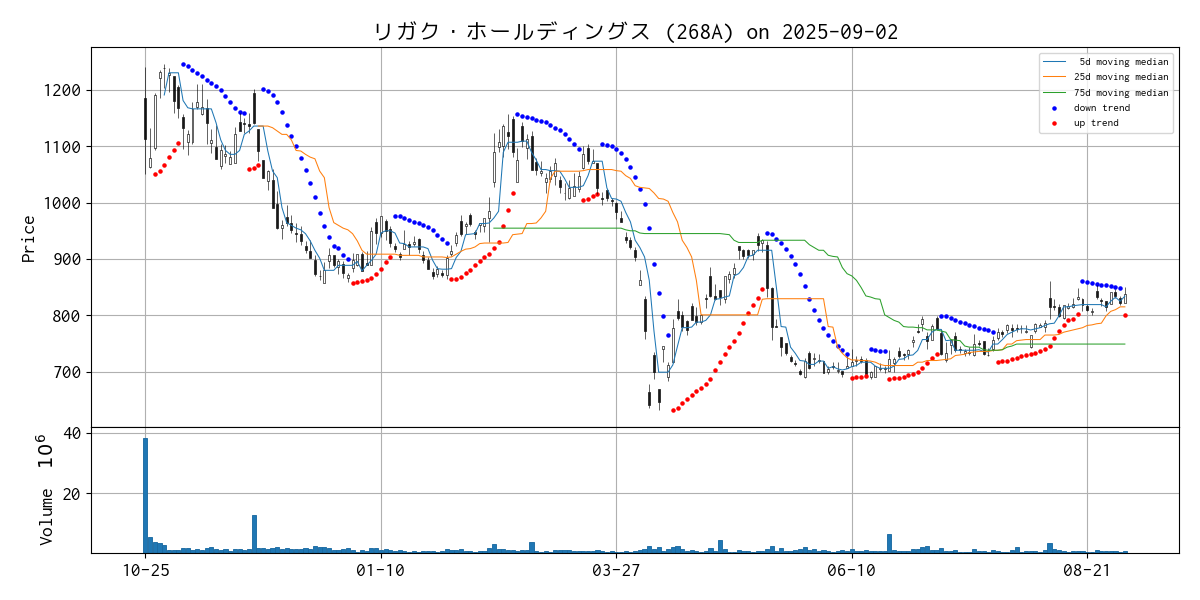 リガク・ホールディングス (268A) on 2025-09-02
5d moving median
25d moving median
75d moving median
down trend
up trend
Price
1200
1100
1000
900
800
700
Volume 10^6
40
20
10-25 01-10 03-27 06-10 08-21